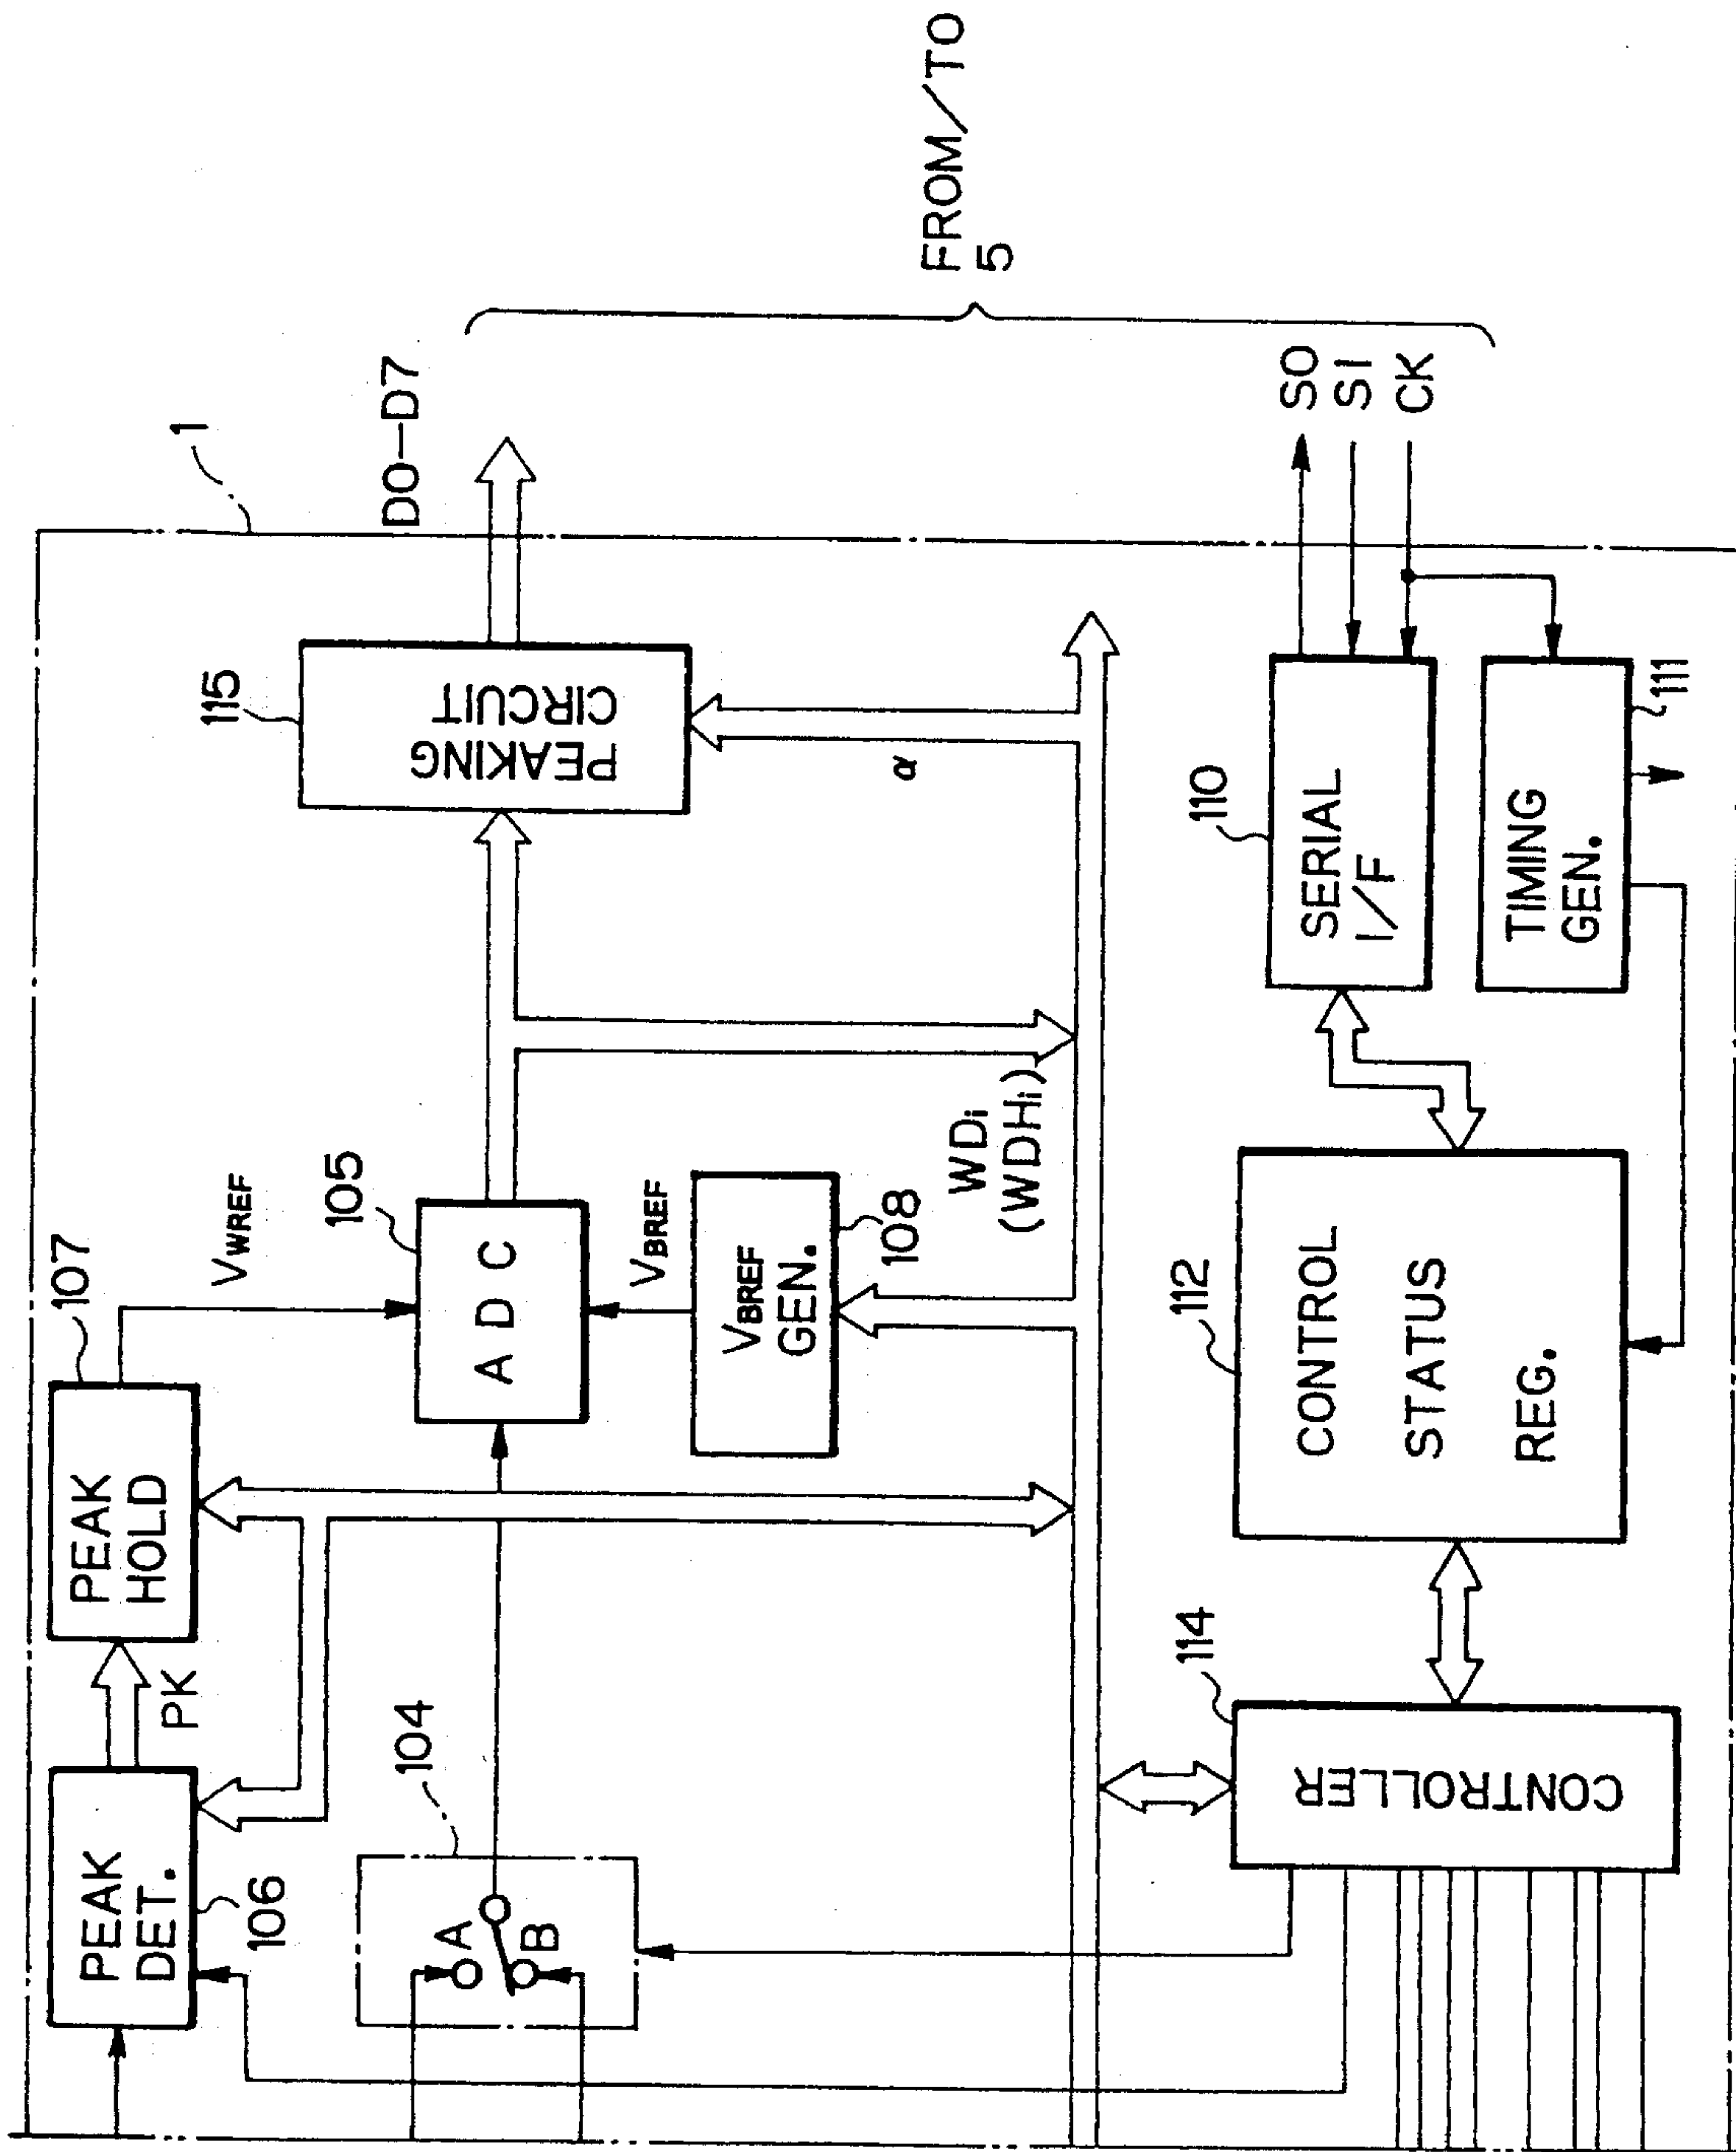 1
PEAK
DET.
106
PK
PEAK
HOLD
107
VWREF
104
A
B
A D C
105
VBREF
VBREF
GEN.
108
WDi
(WDHi)
PEAKING
CIRCUIT
115
α
D0-D7
CONTROLLER
114
CONTROL
STATUS
REG.
112
SERIAL
I/F
110
TIMING
GEN.
111
SO
SI
CK
FROM/TO
5